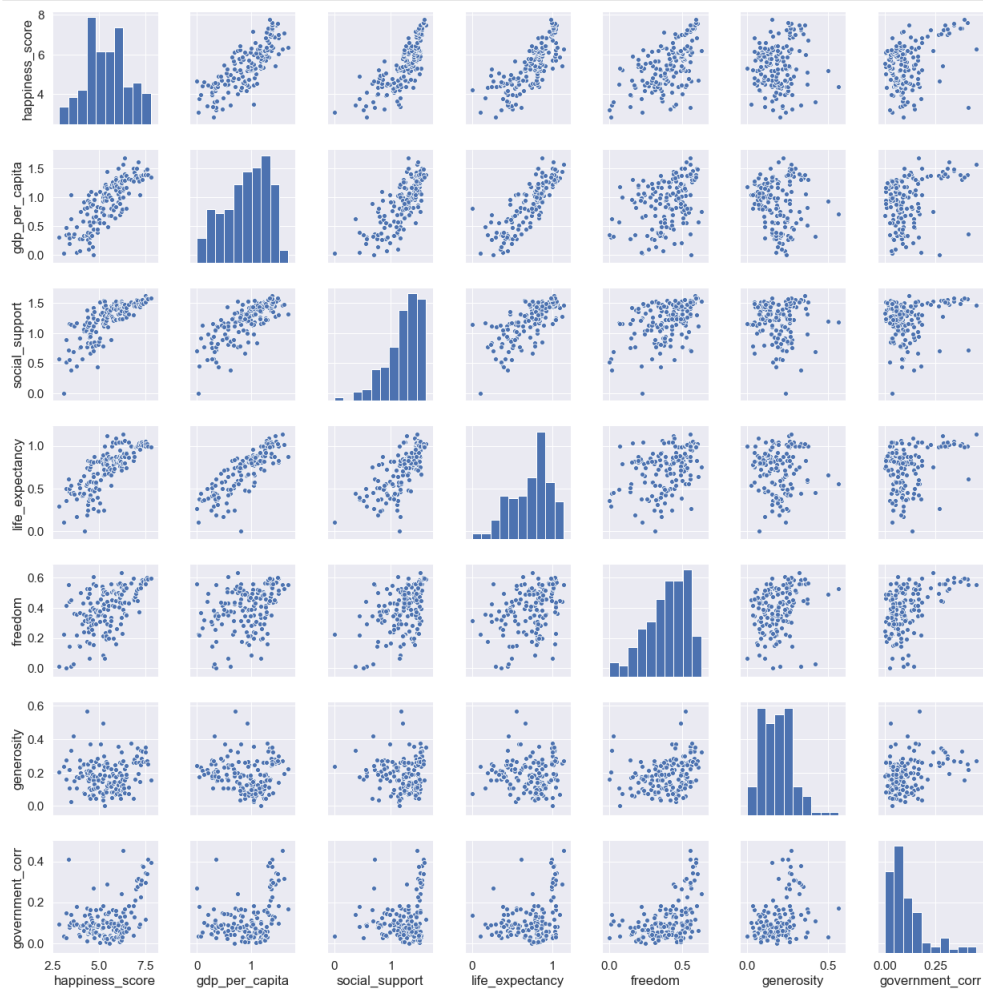 happiness_score
8
6
4
gdp_per_capita
1.5
1.0
0.5
0.0
social_support
1.5
1.0
0.5
0.0
life_expectancy
1.0
0.5
0.0
freedom
0.6
0.4
0.2
0.0
generosity
0.6
0.4
0.2
0.0
government_corr
0.4
0.2
0.0
2.5 5.0 7.5 0 1 0 1 0 1 0.0 0.5 0.0 0.5 0.00 0.25
happiness_score gdp_per_capita social_support life_expectancy freedom generosity government_corr